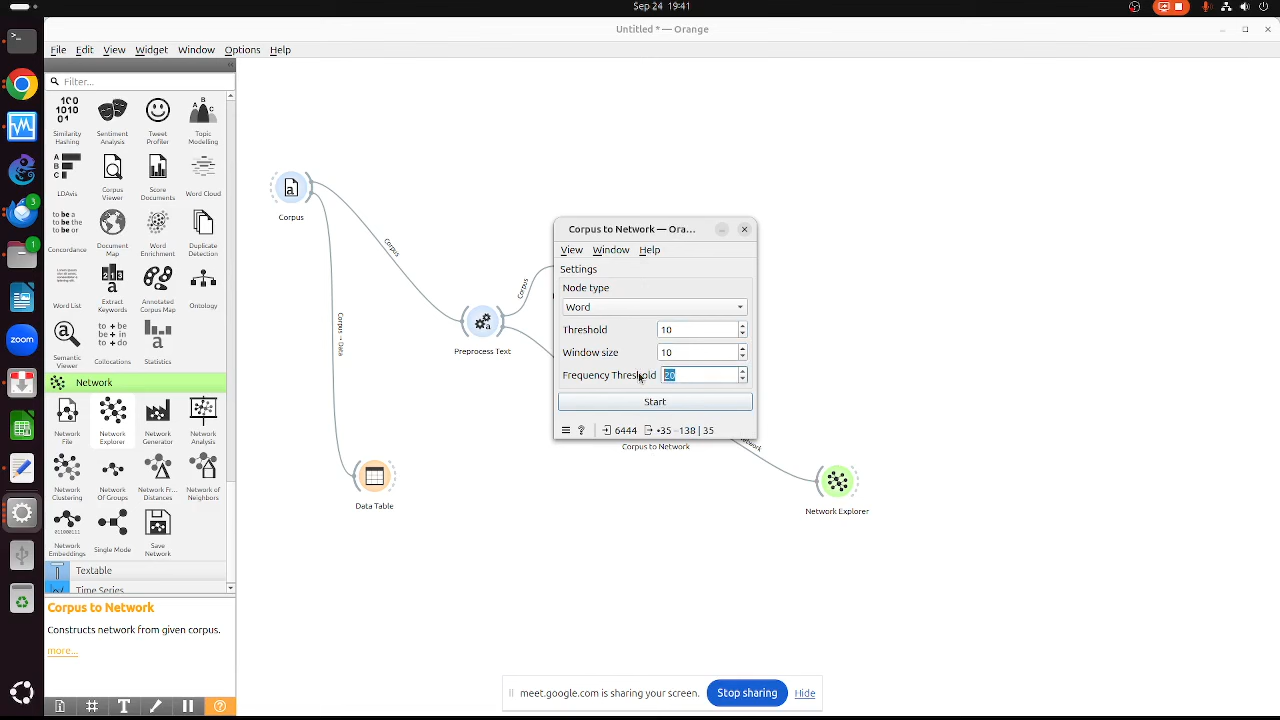 Sep 24 19:41
Untitled * — Orange
File Edit View Widget Window Options Help
Filter...
Similarity Hashing
Sentiment Analysis
Tweet Profiler
Topic Modelling
LDAvis
Corpus Viewer
Score Documents
Word Cloud
Concordance
Document Map
Word Enrichment
Duplicate Detection
Word List
Extract Keywords
Annotated Corpus Map
Ontology
Semantic Viewer
Collocations
Statistics
Network
Network File
Network Explorer
Network Generator
Network Analysis
Network Clustering
Network Of Groups
Network Fr... Distances
Network of Neighbors
Network Embeddings
Single Mode
Save Network
Textable
Time Series
Corpus to Network
Constructs network from given corpus.
more...
Corpus
Corpus
Corpus → Data
Data Table
Preprocess Text
Corpus
Corpus to Network — Ora...
View Window Help
Settings
Node type
Word
Threshold 10
Window size 10
Frequency Threshold 20
Start
6444 •35 –138 | 35
Corpus to Network
Network Explorer
meet.google.com is sharing your screen. Stop sharing Hide